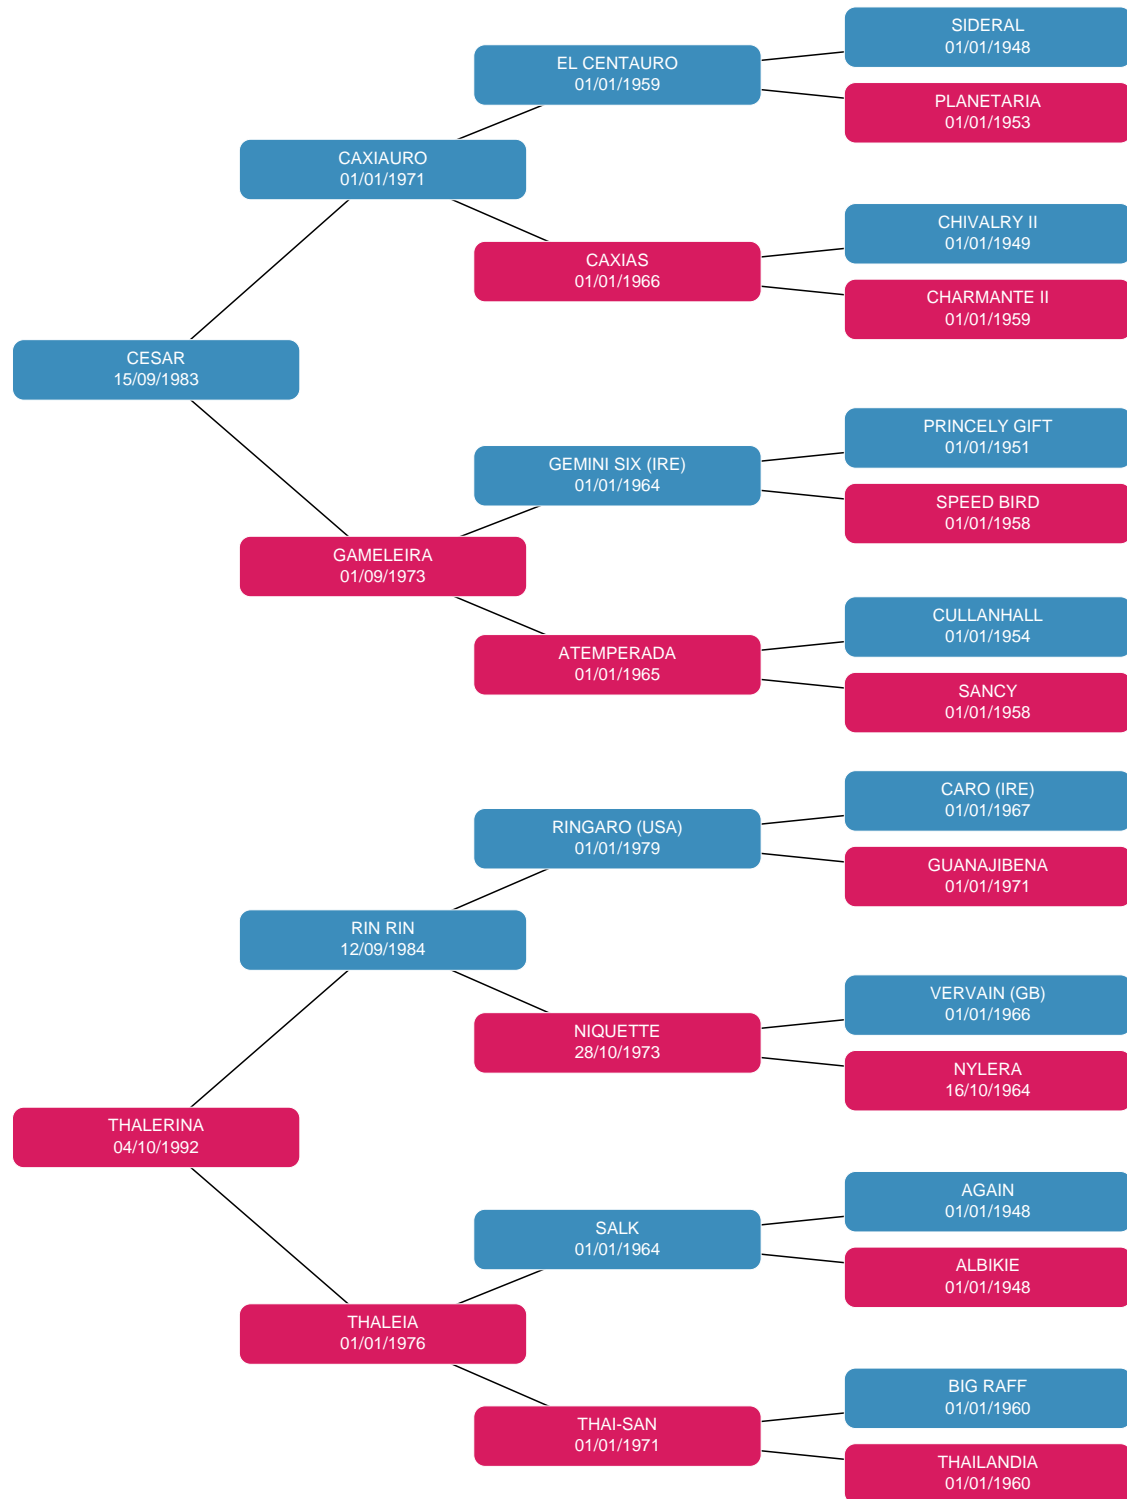 SIDERAL
01/01/1948
EL CENTAURO
01/01/1959
PLANETARIA
01/01/1953
CAXIAURO
01/01/1971
CHIVALRY II
01/01/1949
CAXIAS
01/01/1966
CHARMANTE II
01/01/1959
CESAR
15/09/1983
PRINCELY GIFT
01/01/1951
GEMINI SIX (IRE)
01/01/1964
SPEED BIRD
01/01/1958
GAMELEIRA
01/09/1973
CULLANHALL
01/01/1954
ATEMPERADA
01/01/1965
SANCY
01/01/1958
CARO (IRE)
01/01/1967
RINGARO (USA)
01/01/1979
GUANAJIBENA
01/01/1971
RIN RIN
12/09/1984
VERVAIN (GB)
01/01/1966
NIQUETTE
28/10/1973
NYLERA
16/10/1964
THALERINA
04/10/1992
AGAIN
01/01/1948
SALK
01/01/1964
ALBIKIE
01/01/1948
THALEIA
01/01/1976
BIG RAFF
01/01/1960
THAI-SAN
01/01/1971
THAILANDIA
01/01/1960